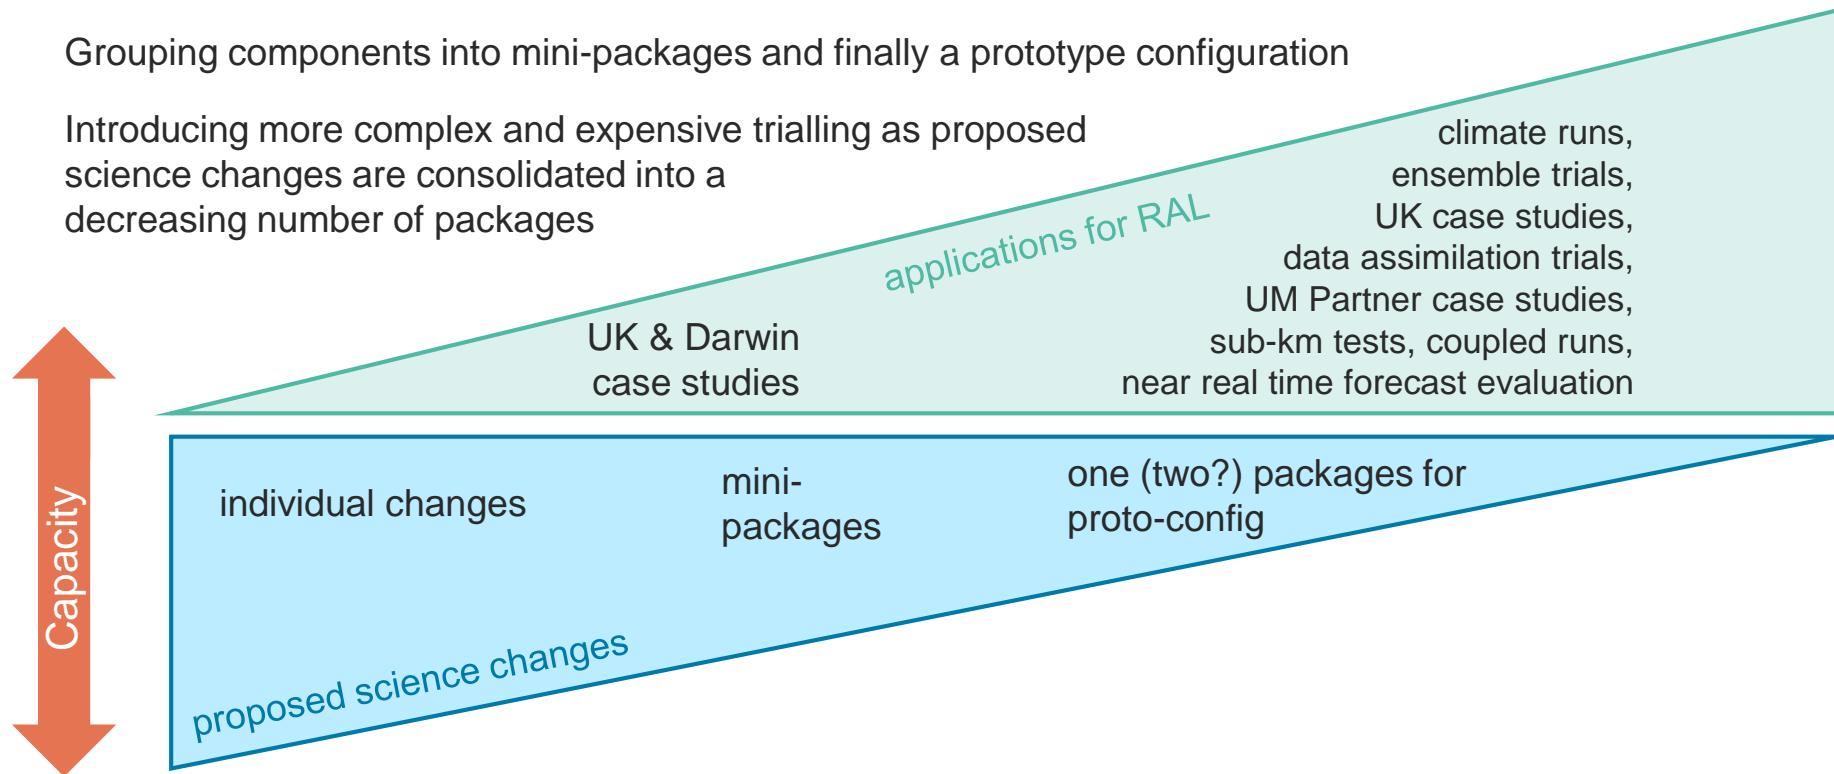 Grouping components into mini-packages and finally a prototype configuration
Introducing more complex and expensive trialling as proposed
science changes are consolidated into a
decreasing number of packages
climate runs,
ensemble trials,
UK case studies,
data assimilation trials,
UM Partner case studies,
sub-km tests, coupled runs,
near real time forecast evaluation
applications for RAL
UK & Darwin
case studies
Capacity
individual changes
mini-
packages
one (two?) packages for
proto-config
proposed science changes